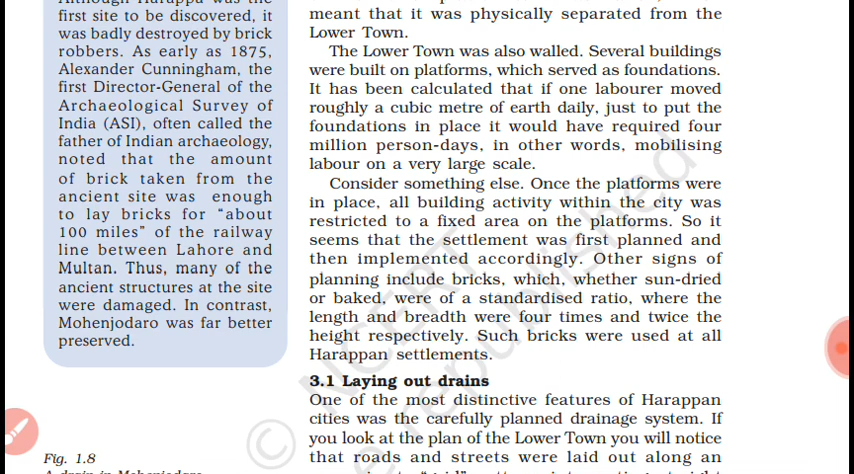 Although Harappa was the
first site to be discovered, it
was badly destroyed by brick
robbers. As early as 1875,
Alexander Cunningham, the
first Director-General of the
Archaeological Survey of
India (ASI), often called the
father of Indian archaeology,
noted that the amount
of brick taken from the
ancient site was enough
to lay bricks for “about
100 miles” of the railway
line between Lahore and
Multan. Thus, many of the
ancient structures at the site
were damaged. In contrast,
Mohenjodaro was far better
preserved.
Fig. 1.8
meant that it was physically separated from the
Lower Town.
The Lower Town was also walled. Several buildings
were built on platforms, which served as foundations.
It has been calculated that if one labourer moved
roughly a cubic metre of earth daily, just to put the
foundations in place it would have required four
million person-days, in other words, mobilising
labour on a very large scale.
Consider something else. Once the platforms were
in place, all building activity within the city was
restricted to a fixed area on the platforms. So it
seems that the settlement was first planned and
then implemented accordingly. Other signs of
planning include bricks, which, whether sun-dried
or baked, were of a standardised ratio, where the
length and breadth were four times and twice the
height respectively. Such bricks were used at all
Harappan settlements.
3.1 Laying out drains
One of the most distinctive features of Harappan
cities was the carefully planned drainage system. If
you look at the plan of the Lower Town you will notice
that roads and streets were laid out along an
© NCERT
republished